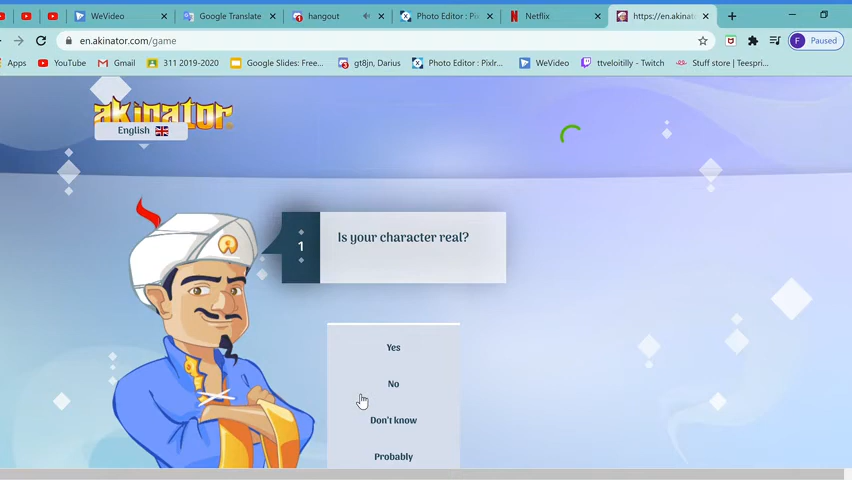 WeVideo
Google Translate
hangout
Photo Editor : Pi
Netflix
https://en.akina
en.akinator.com/game
F Paused
Apps
YouTube
Gmail
311 2019-2020
Google Slides: Free...
gt8jn, Darius
Photo Editor : Pixlr...
WeVideo
ttveloitilly - Twitch
Stuff store | Teespri...
akinator
English
1
Is your character real?
Yes
No
Don't know
Probably